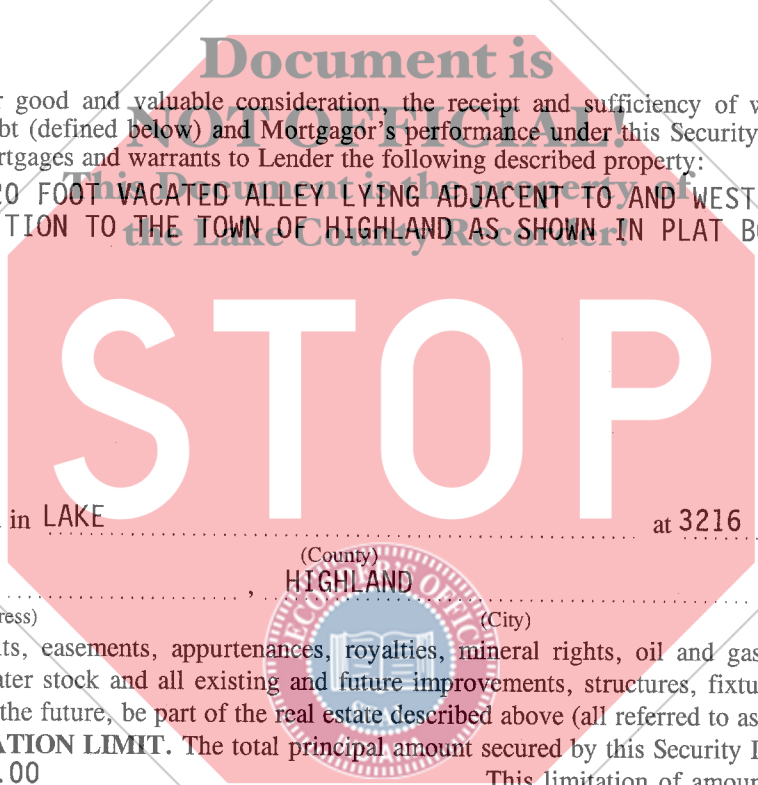 Document is
r good and valuable consideration, the receipt and sufficiency of w
NOT OFFICIAL!
bt (defined below) and Mortgagor's performance under this Security
rtgages and warrants to Lender the following described property:
This Document is the property of
20 FOOT VACATED ALLEY LYING ADJACENT TO AND WEST
the Lake County Recorder!
TION TO THE TOWN OF HIGHLAND AS SHOWN IN PLAT B
STOP
in LAKE at 3216
(County)
, HIGHLAND
ress) (City)
RECORDER'S OFFIC
ts, easements, appurtenances, royalties, mineral rights, oil and gas
ater stock and all existing and future improvements, structures, fixtu
the future, be part of the real estate described above (all referred to as
SEAL
ATION LIMIT. The total principal amount secured by this Security I
INDIANA
.00 This limitation of amoun